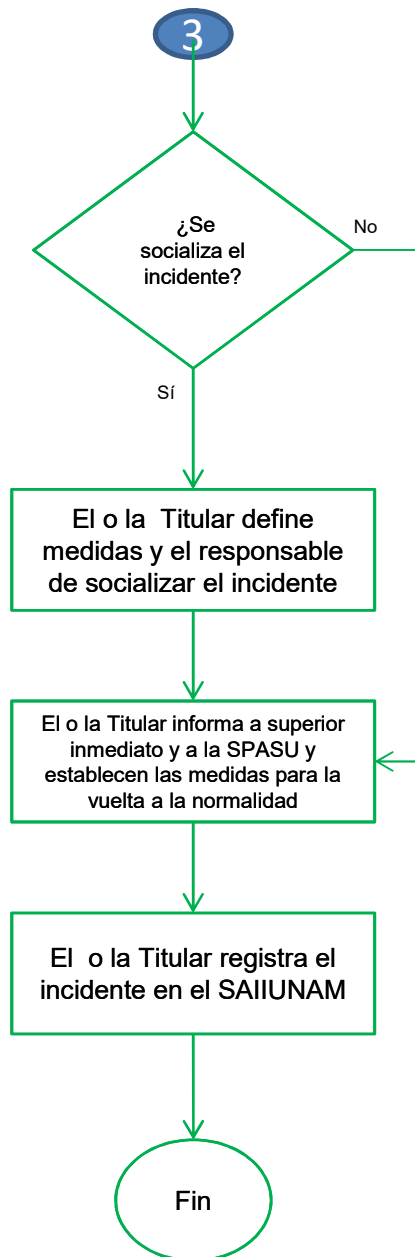 3
¿Se
socializa el
incidente?
No
Sí
El o la Titular define
medidas y el responsable
de socializar el incidente
El o la Titular informa a superior
inmediato y a la SPASU y
establecen las medidas para la
vuelta a la normalidad
El o la Titular registra el
incidente en el SAIIUNAM
Fin